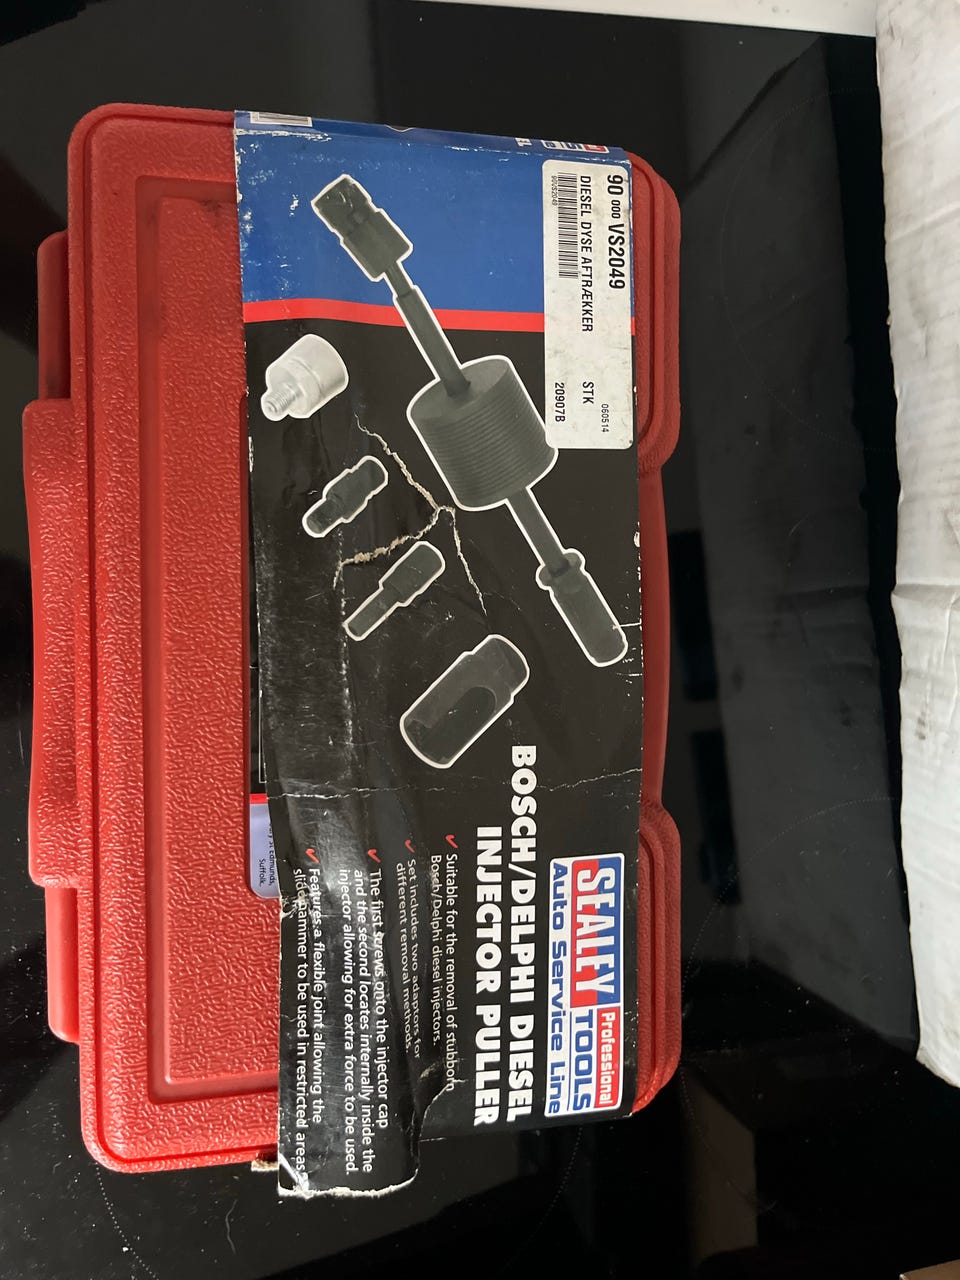 90 000 VS2049
90VS2049
DIESEL DYSE AFTRÆKKER
STK
060514
20907B
SEALEY
Professional
TOOLS
Auto Service Line
BOSCH/DELPHI DIESEL
INJECTOR PULLER
✓ Suitable for the removal of stubborn
Bosch/Delphi diesel injectors.
✓ Set includes two adaptors for
different removal methods.
✓ The first screws onto the injector cap
and the second locates internally inside the
injector allowing for extra force to be used.
✓ Features a flexible joint allowing the
slide hammer to be used in restricted areas
St Edmunds,
Suffolk.